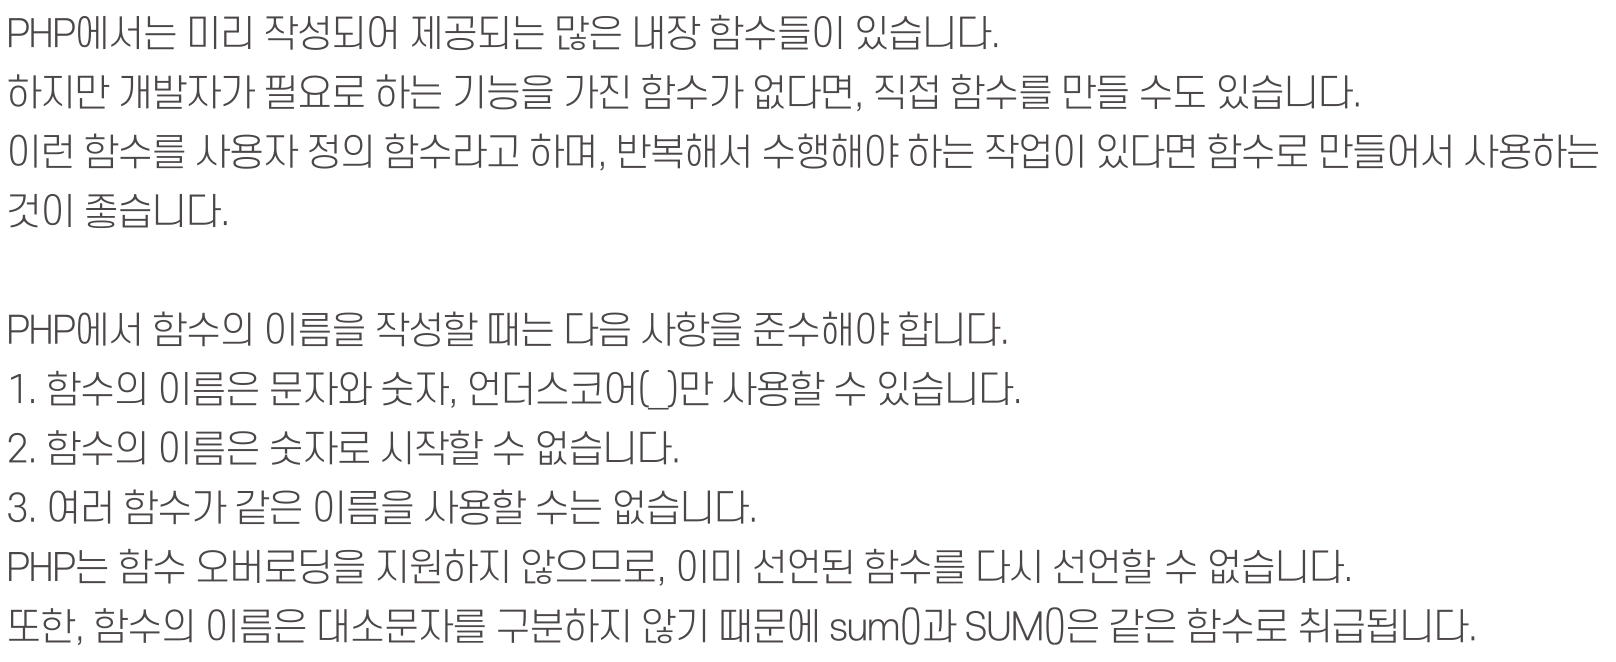 PHP에서는 미리 작성되어 제공되는 많은 내장 함수들이 있습니다.
하지만 개발자가 필요로 하는 기능을 가진 함수가 없다면, 직접 함수를 만들 수도 있습니다.
이런 함수를 사용자 정의 함수라고 하며, 반복해서 수행해야 하는 작업이 있다면 함수로 만들어서 사용하는
것이 좋습니다.
PHP에서 함수의 이름을 작성할 때는 다음 사항을 준수해야 합니다.
1. 함수의 이름은 문자와 숫자, 언더스코어(_)만 사용할 수 있습니다.
2. 함수의 이름은 숫자로 시작할 수 없습니다.
3. 여러 함수가 같은 이름을 사용할 수는 없습니다.
PHP는 함수 오버로딩을 지원하지 않으므로, 이미 선언된 함수를 다시 선언할 수 없습니다.
또한, 함수의 이름은 대소문자를 구분하지 않기 때문에 sum()과 SUM()은 같은 함수로 취급됩니다.